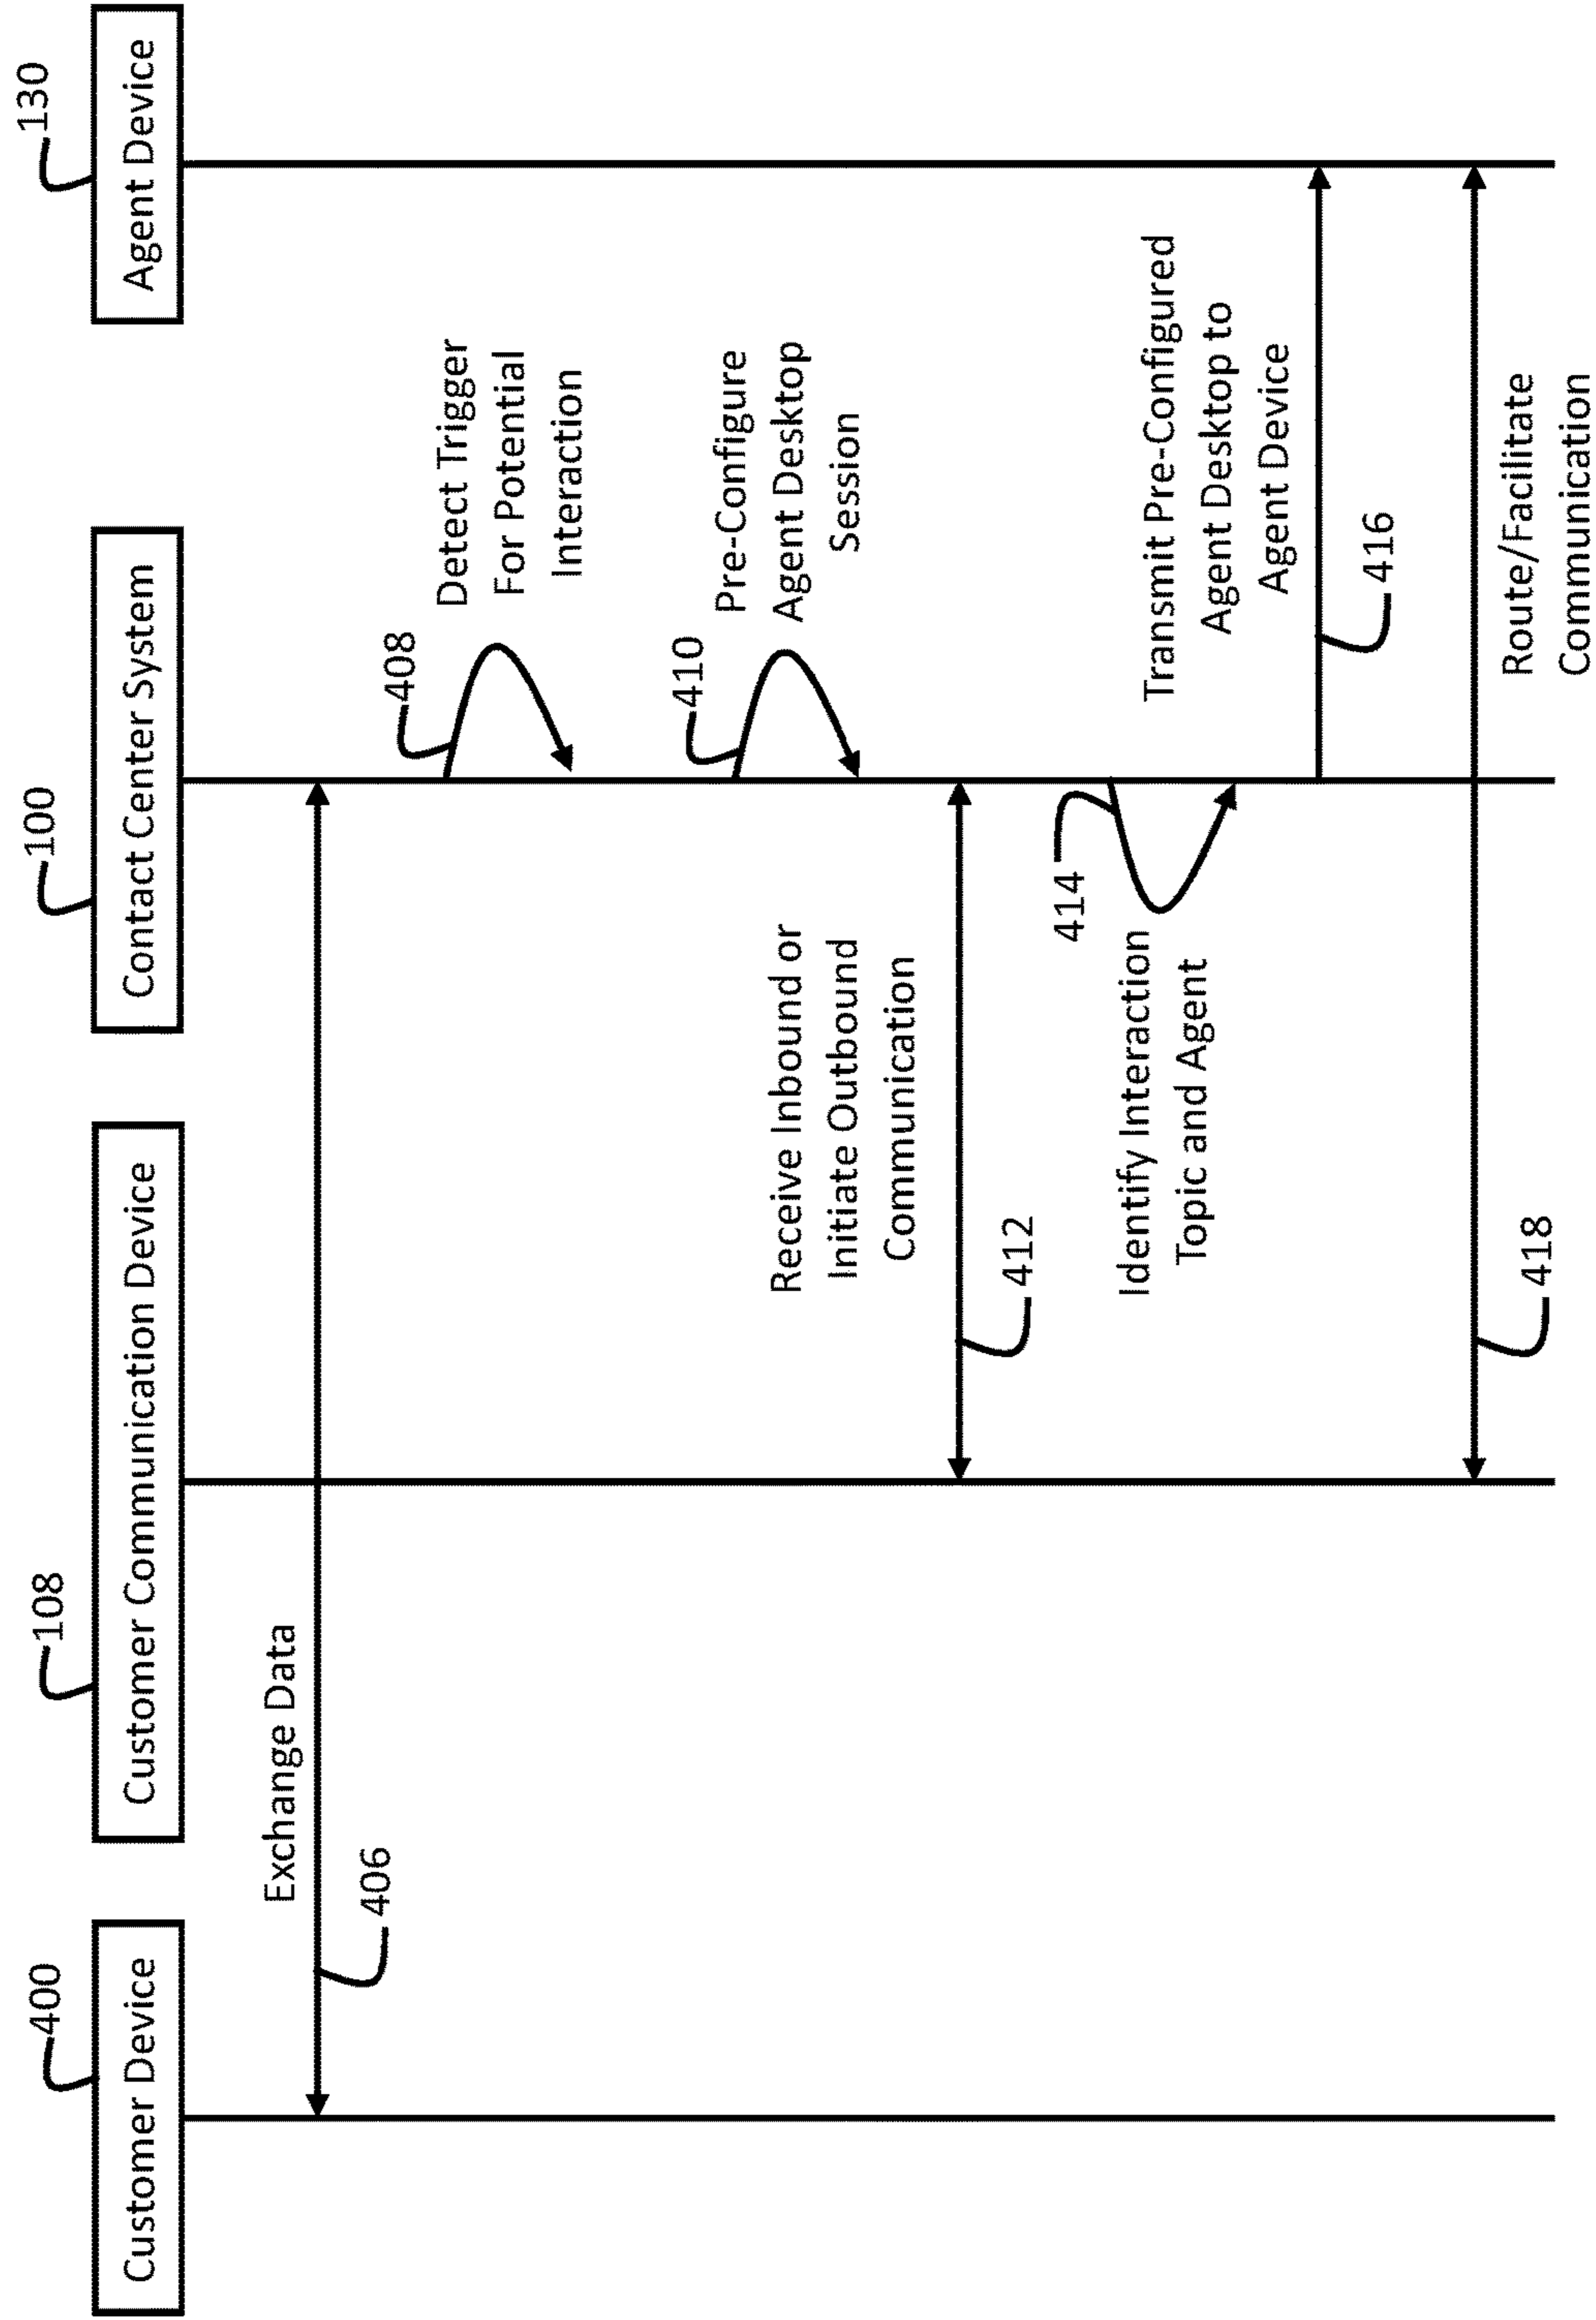 400
Customer Device
108
Customer Communication Device
100
Contact Center System
130
Agent Device
Exchange Data
406
408
Detect Trigger
For Potential
Interaction
410
Pre-Configure
Agent Desktop
Session
Receive Inbound or
Initiate Outbound
Communication
412
414
Identify Interaction
Topic and Agent
Transmit Pre-Configured
Agent Desktop to
Agent Device
416
418
Route/Facilitate
Communication